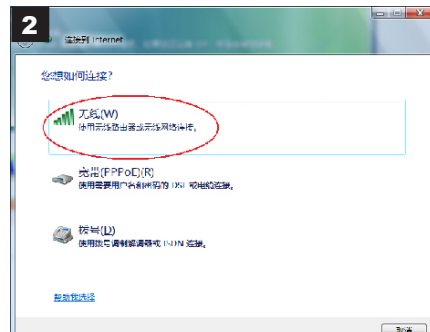 2
连接到 Internet
您想如何连接?
无线(W)
使用无线路由器或无线网络连接。
宽带(PPPoE)(R)
使用需要用户名和密码的 DSL 或电缆连接。
拨号(D)
使用拨号调制解调器或 ISDN 连接。
帮助我选择
取消